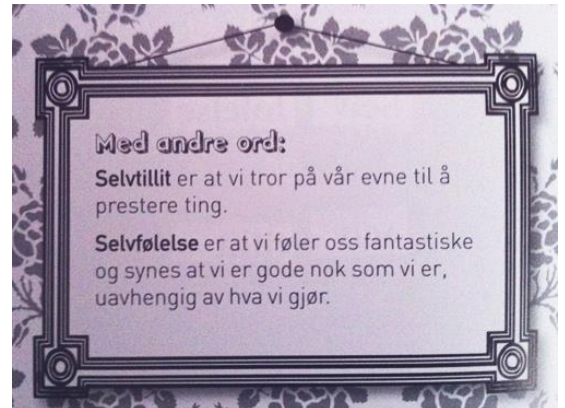 Med andre ord:
Selvtillit er at vi tror på vår evne til å
prestere ting.
Selvfølelse er at vi føler oss fantastiske
og synes at vi er gode nok som vi er,
uavhengig av hva vi gjør.